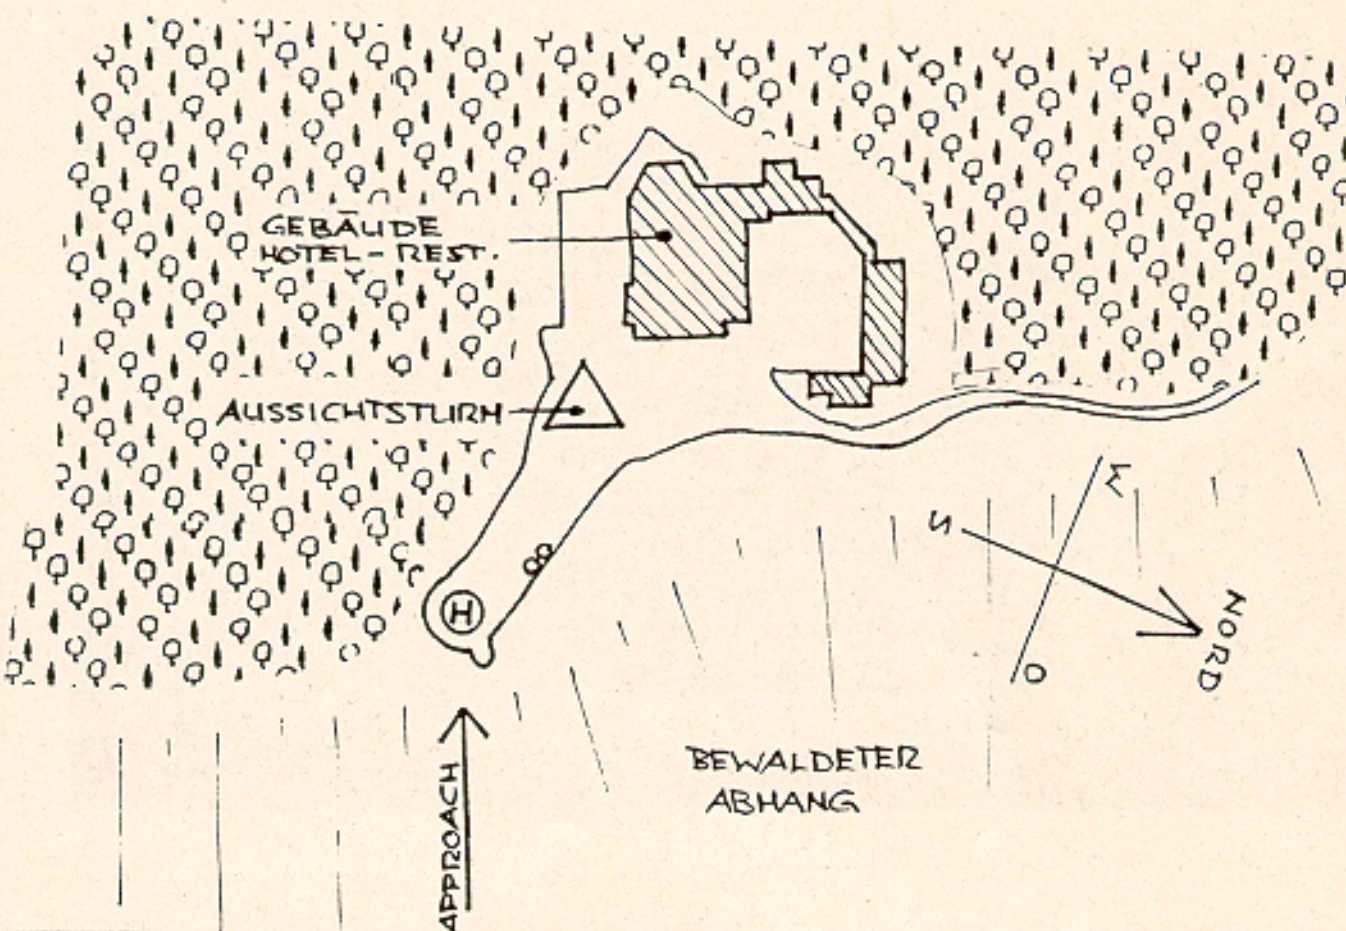 GEBÄUDE
HOTEL-REST.
AUSSICHTSTURM
H
APPROACH
BEWALDETER
ABHANG
S
W
O
NORD